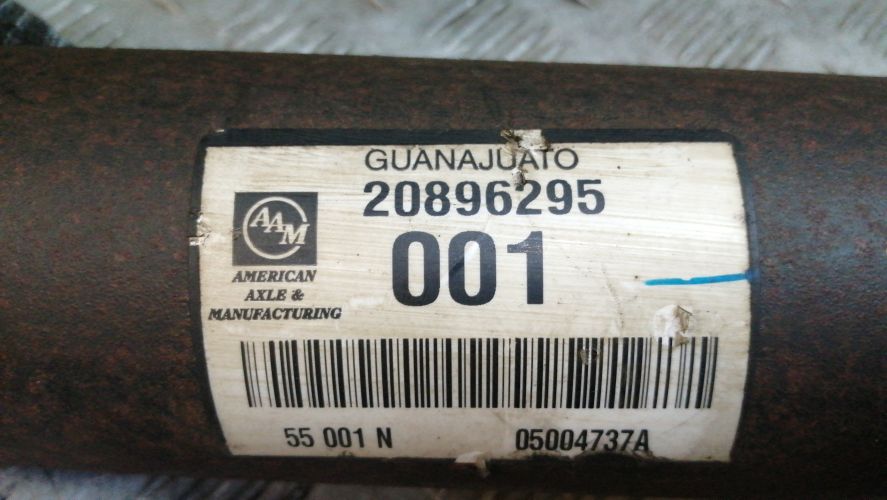 GUANAJUATO
20896295
001
AAM
AMERICAN
AXLE &
MANUFACTURING
55 001 N
05004737A